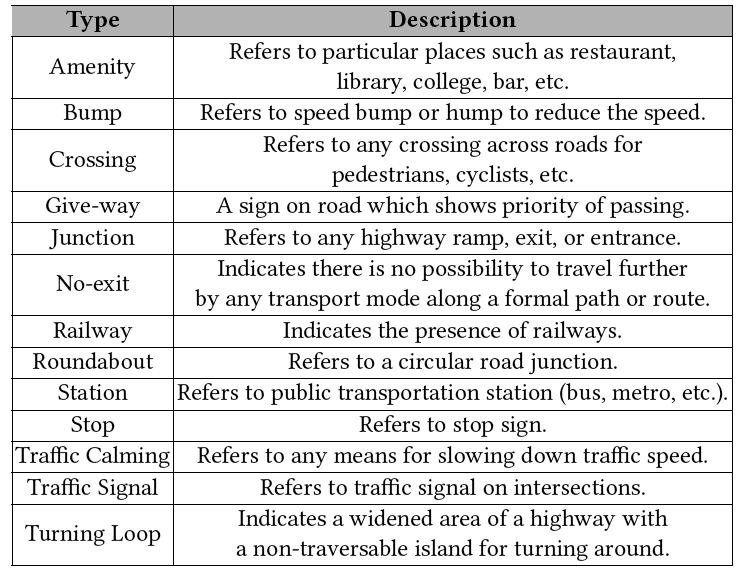 Type Description
Amenity Refers to particular places such as restaurant,
library, college, bar, etc.
Bump Refers to speed bump or hump to reduce the speed.
Crossing Refers to any crossing across roads for
pedestrians, cyclists, etc.
Give-way A sign on road which shows priority of passing.
Junction Refers to any highway ramp, exit, or entrance.
No-exit Indicates there is no possibility to travel further
by any transport mode along a formal path or route.
Railway Indicates the presence of railways.
Roundabout Refers to a circular road junction.
Station Refers to public transportation station (bus, metro, etc.).
Stop Refers to stop sign.
Traffic Calming Refers to any means for slowing down traffic speed.
Traffic Signal Refers to traffic signal on intersections.
Turning Loop Indicates a widened area of a highway with
a non-traversable island for turning around.